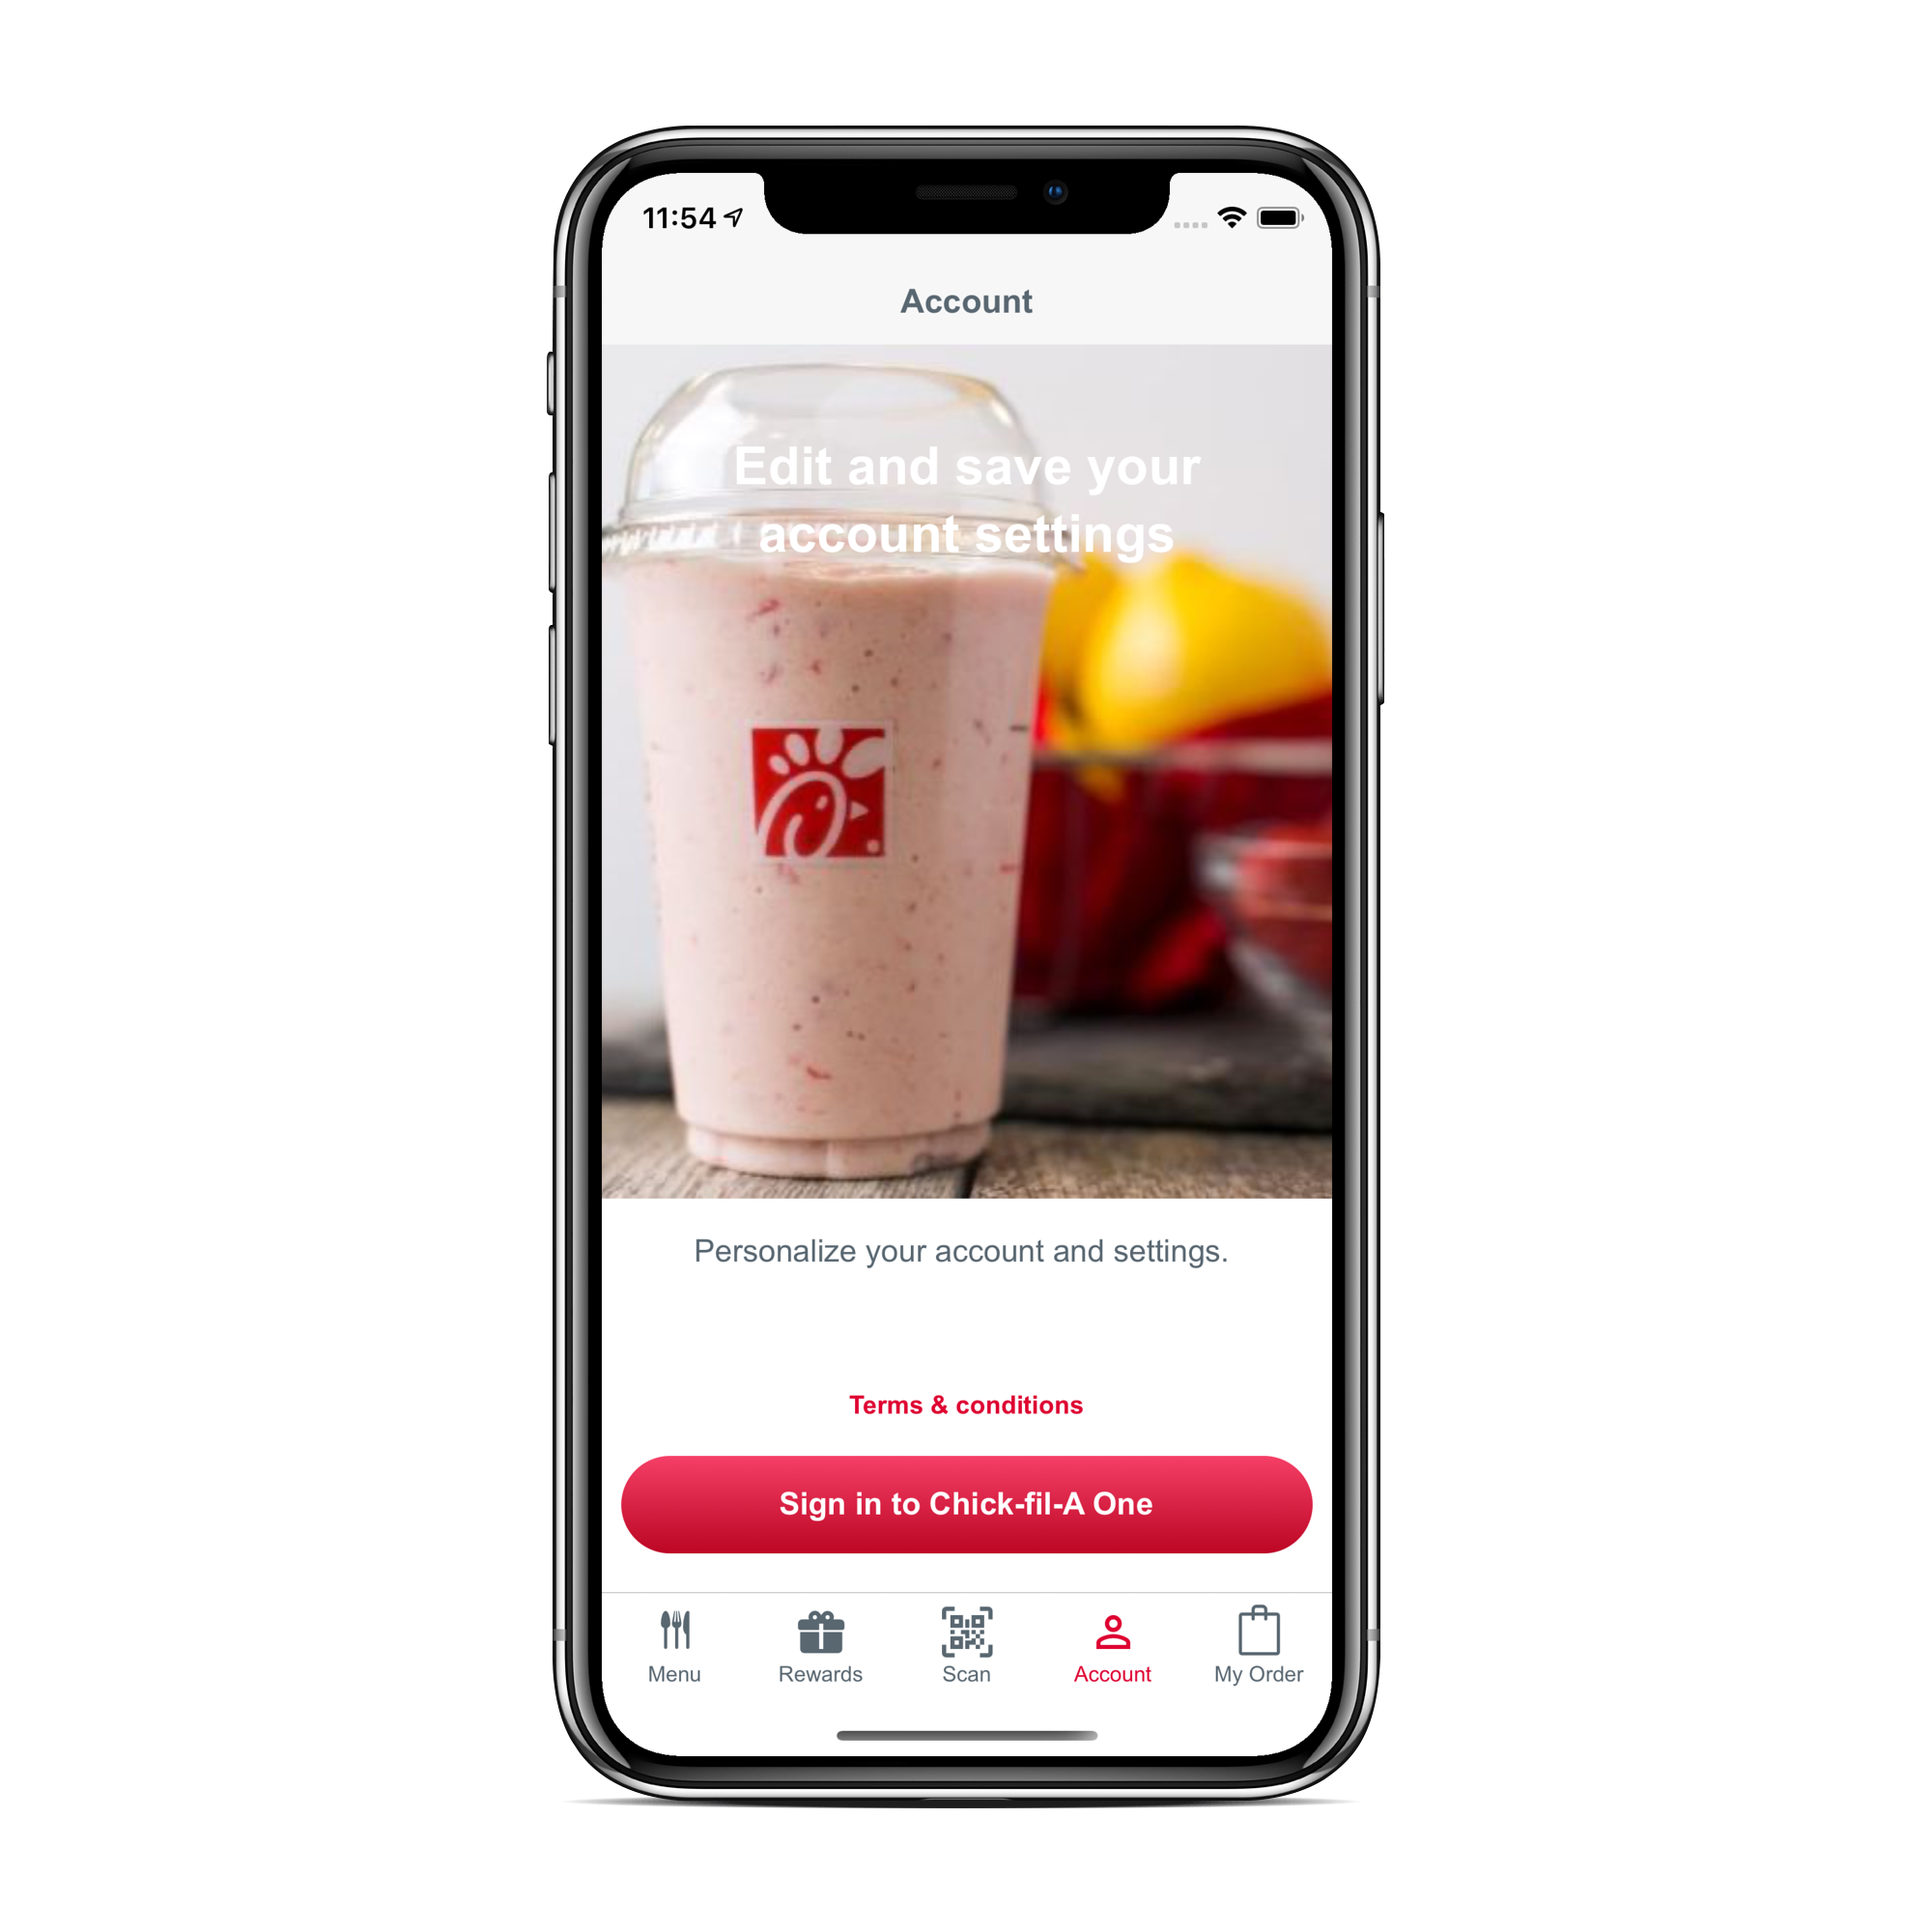 11:54
Account
Edit and save your
account settings
Personalize your account and settings.
Terms & conditions
Sign in to Chick-fil-A One
Menu Rewards Scan Account My Order